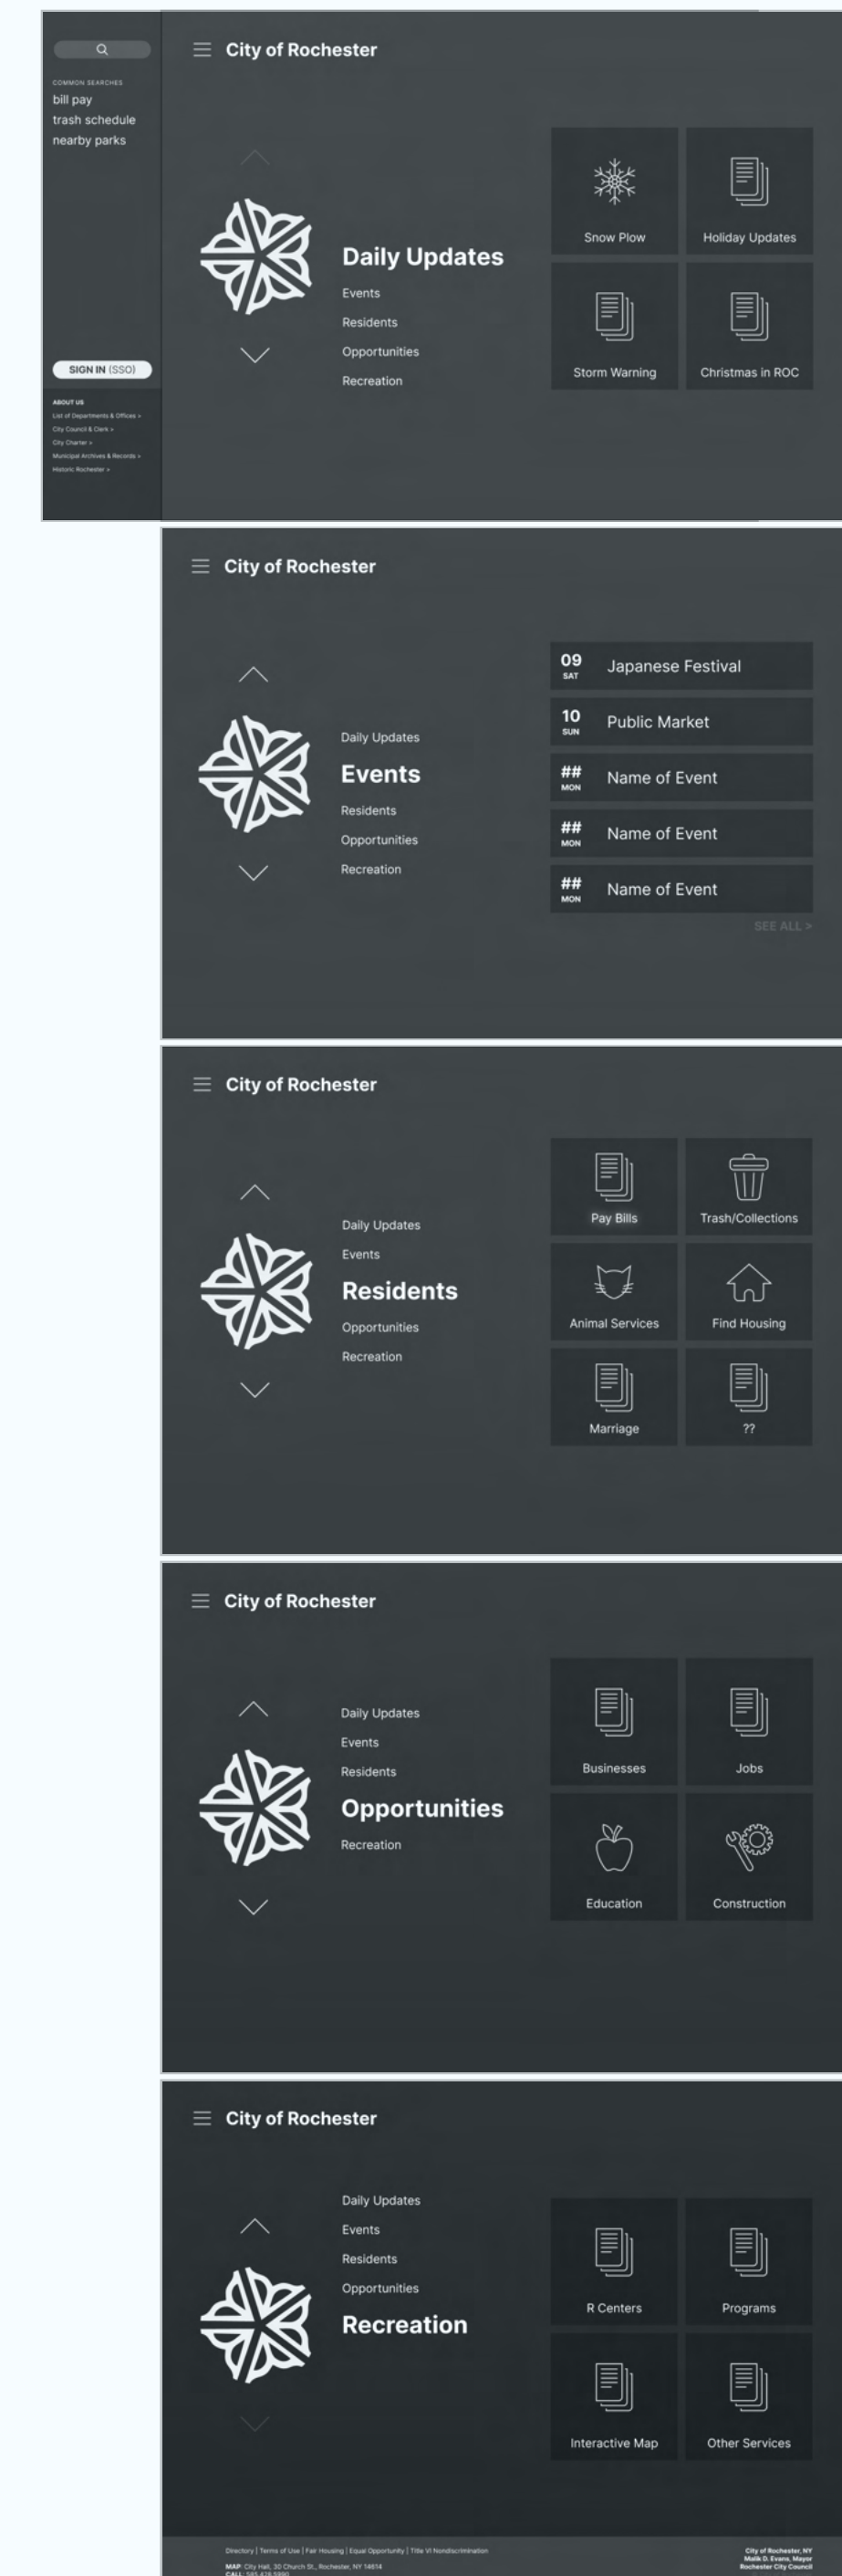 COMMON SEARCHES
bill pay
trash schedule
nearby parks
SIGN IN (SSO)
ABOUT US
List of Departments & Offices >
City Council & Clerk >
City Charter >
Municipal Archives & Records >
Historic Rochester >
City of Rochester
Daily Updates
Events
Residents
Opportunities
Recreation
Snow Plow
Holiday Updates
Storm Warning
Christmas in ROC
City of Rochester
Daily Updates
Events
Residents
Opportunities
Recreation
09 SAT Japanese Festival
10 SUN Public Market
## MON Name of Event
## MON Name of Event
## MON Name of Event
SEE ALL >
City of Rochester
Daily Updates
Events
Residents
Opportunities
Recreation
Pay Bills
Trash/Collections
Animal Services
Find Housing
Marriage
??
City of Rochester
Daily Updates
Events
Residents
Opportunities
Recreation
Businesses
Jobs
Education
Construction
City of Rochester
Daily Updates
Events
Residents
Opportunities
Recreation
R Centers
Programs
Interactive Map
Other Services
Directory | Terms of Use | Fair Housing | Equal Opportunity | Title VI Nondiscrimination
MAP: City Hall, 30 Church St., Rochester, NY 14614
CALL: 585.428.5990
City of Rochester, NY
Malik D. Evans, Mayor
Rochester City Council